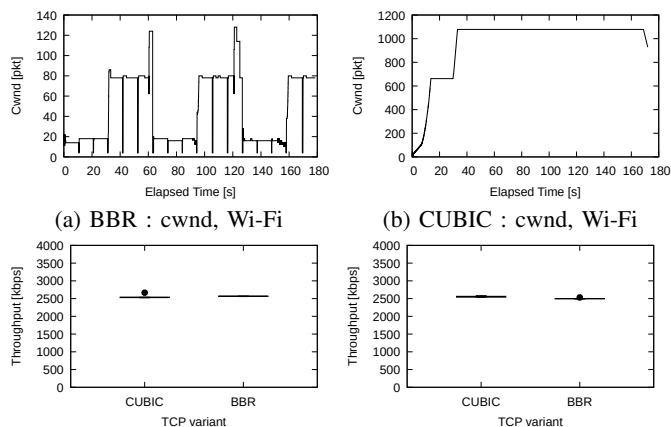 140
120
100
80
60
40
20
0
Cwnd [pkt]
0 20 40 60 80 100 120 140 160 180
Elapsed Time [s]
(a) BBR : cwnd, Wi-Fi
1200
1000
800
600
400
200
0
Cwnd [pkt]
0 20 40 60 80 100 120 140 160 180
Elapsed Time [s]
(b) CUBIC : cwnd, Wi-Fi
4000
3500
3000
2500
2000
1500
1000
500
0
Throughput [kbps]
CUBIC BBR
TCP variant
4000
3500
3000
2500
2000
1500
1000
500
0
Throughput [kbps]
CUBIC BBR
TCP variant